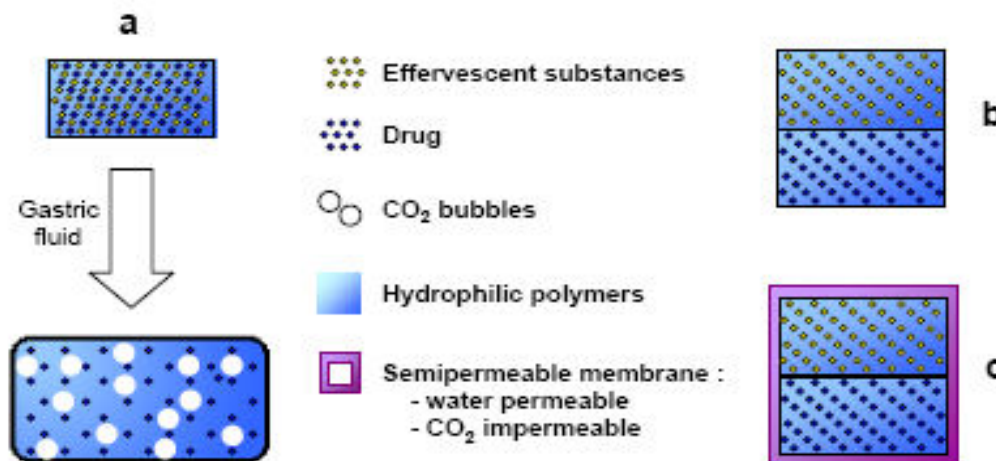 a
Effervescent substances
Drug
Gastric
fluid
CO₂ bubbles
Hydrophilic polymers
Semipermeable membrane :
- water permeable
- CO₂ impermeable
b
c